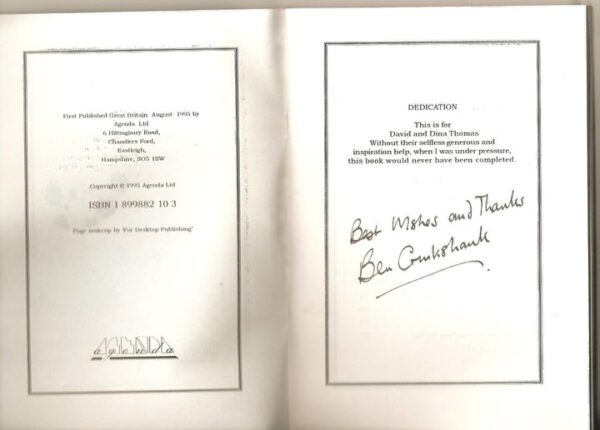 First Published Great Britain August 1995 by
Agenda Ltd
6 Hiltingbury Road,
Chandlers Ford,
Eastleigh,
Hampshire, SO5 1BW
Copyright © 1995 Agenda Ltd
ISBN 1 899882 10 3
Page makeup by 'For Desktop Publishing'
AGENDA
agenda
DEDICATION
This is for
David and Dina Thomas
Without their selfless generous and
inspiration help, when I was under pressure,
this book would never have been completed.
Best Wishes and Thanks
Ben Cruikshank